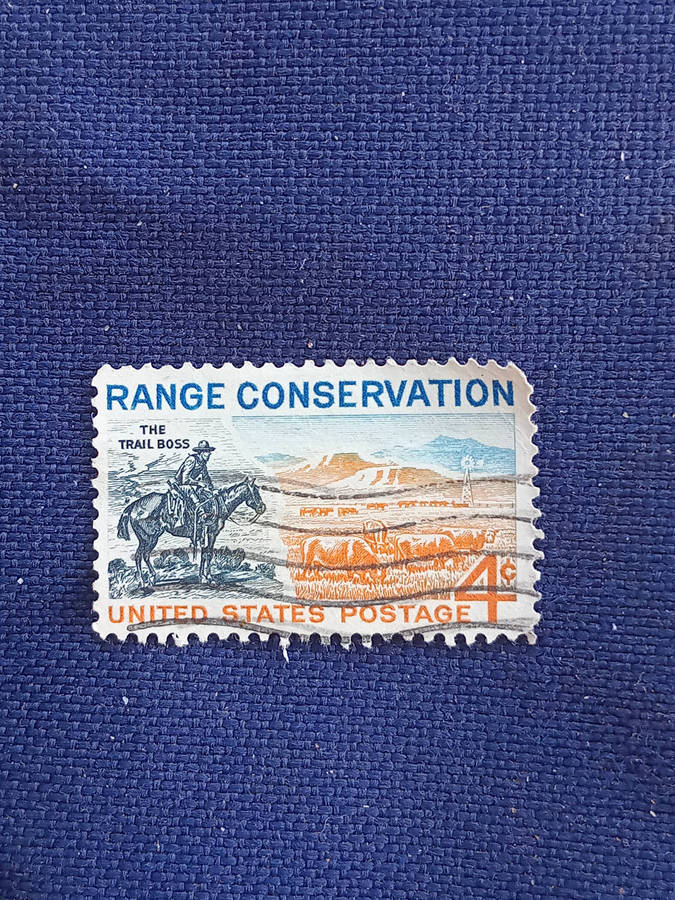 RANGE CONSERVATION
THE
TRAIL BOSS
4¢
UNITED STATES POSTAGE